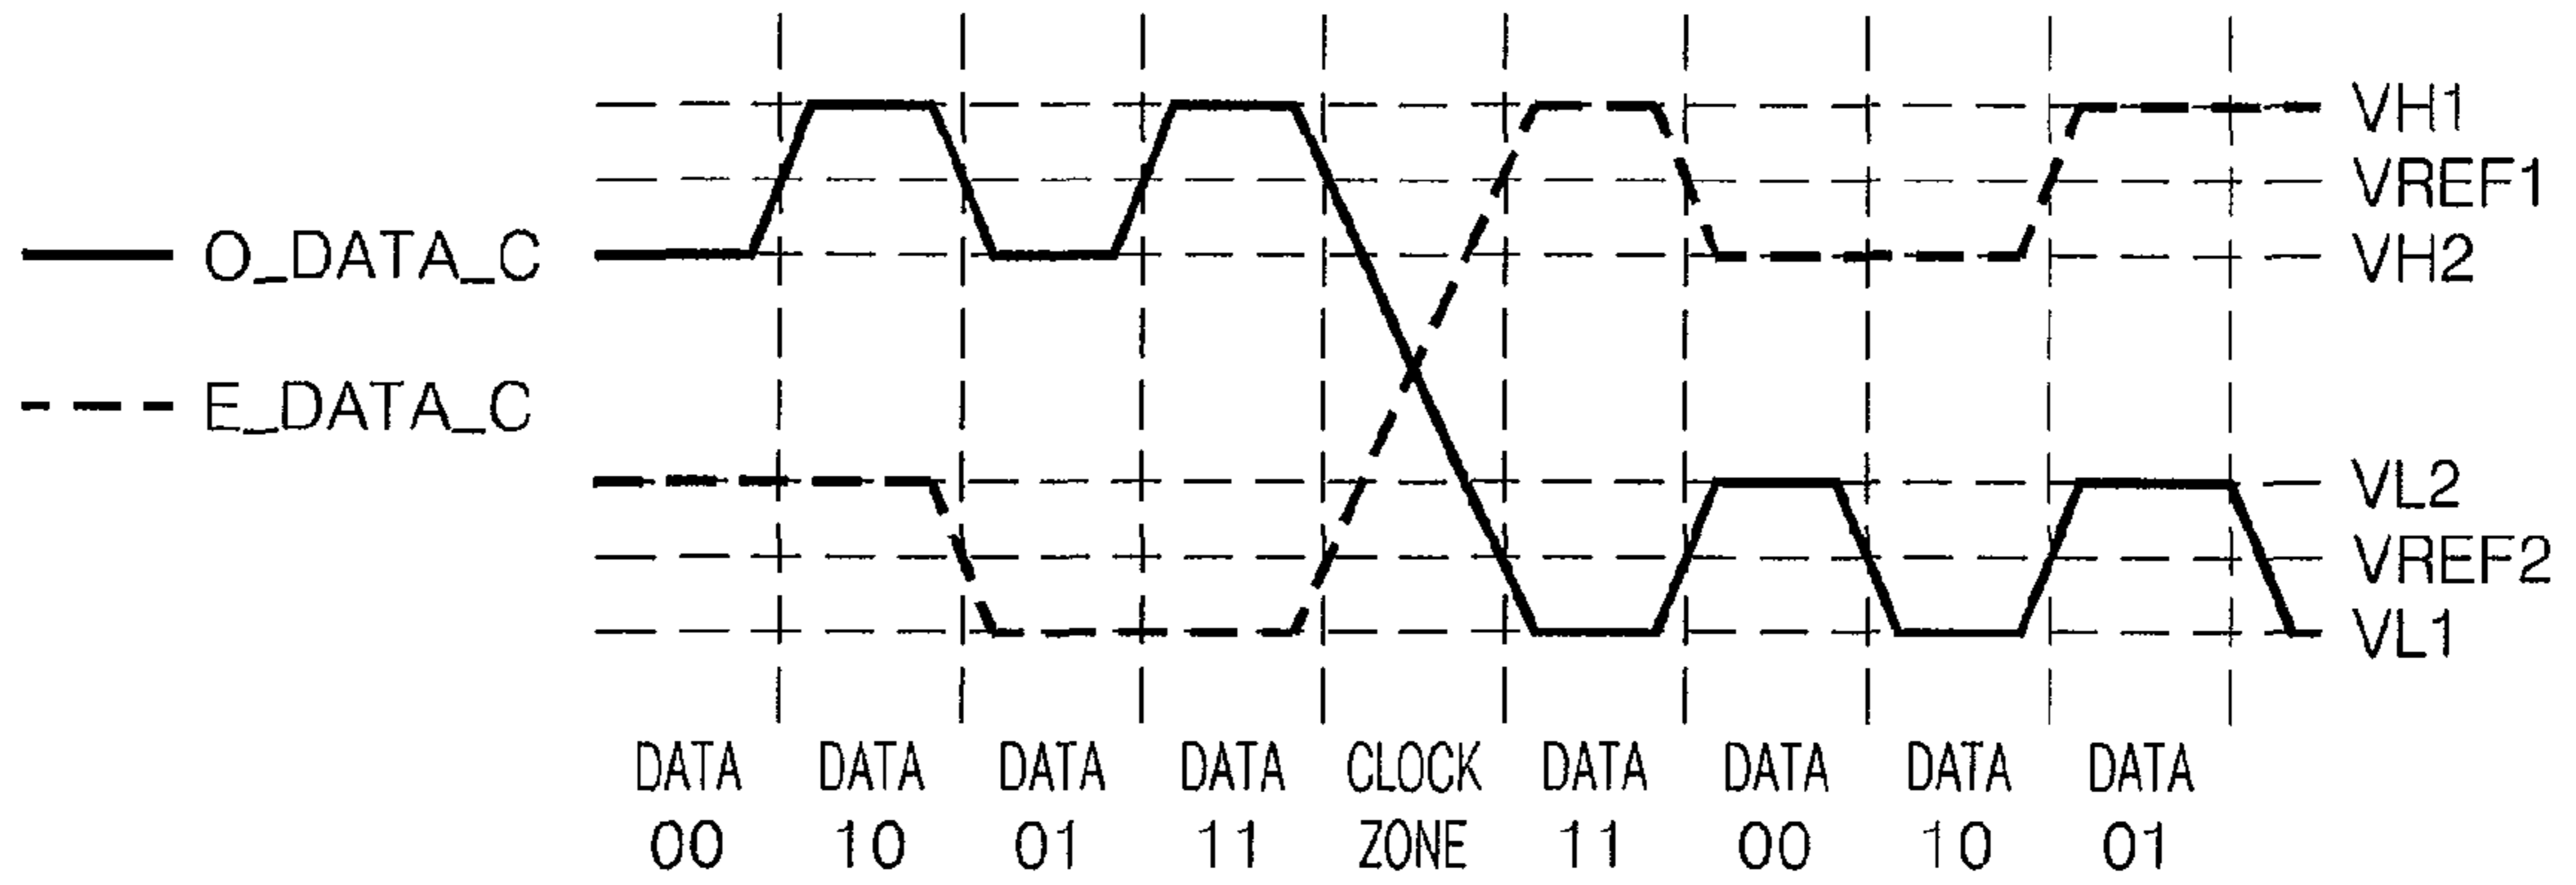 VH1
VREF1
O_DATA_C
VH2
E_DATA_C
VL2
VREF2
VL1
DATA DATA DATA DATA CLOCK DATA DATA DATA DATA
00 10 01 11 ZONE 11 00 10 01